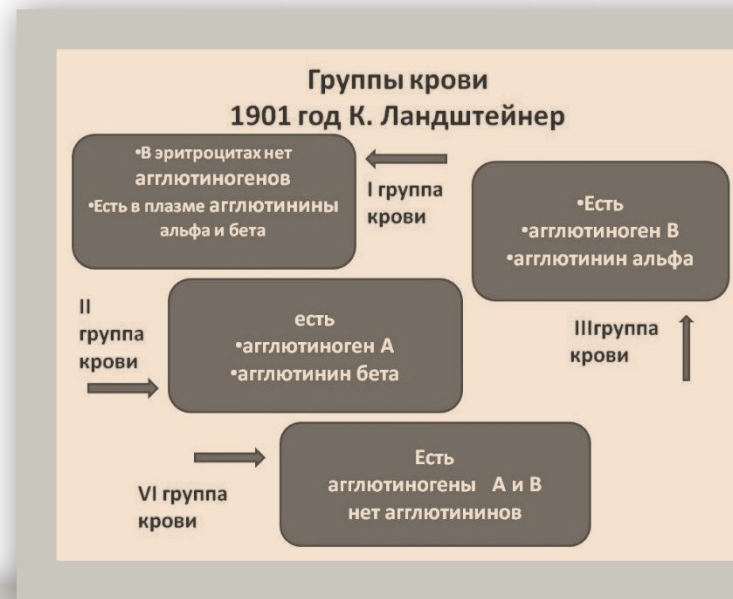 Группы крови
1901 год К. Ландштейнер
•В эритроцитах нет
агглютиногенов
•Есть в плазме агглютинины
альфа и бета
I группа
крови
•Есть
•агглютиноген В
•агглютинин альфа
II
группа
крови
есть
•агглютиноген А
•агглютинин бета
IIIгруппа
крови
VI группа
крови
Есть
агглютиногены А и В
нет агглютининов